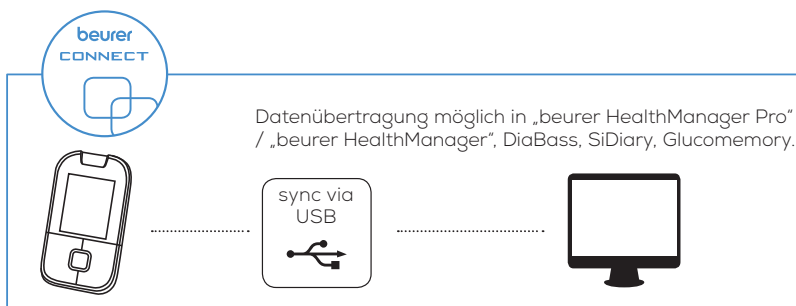 beurer
CONNECT
Datenübertragung möglich in „beurer HealthManager Pro“
/ „beurer HealthManager“, DiaBass, SiDiary, Glucomemory.
sync via
USB